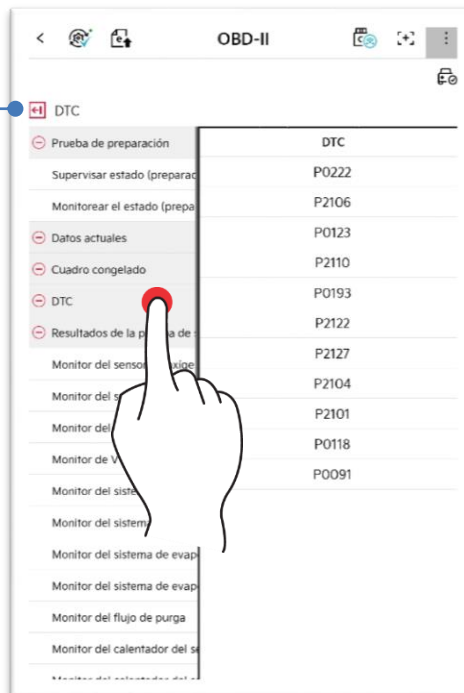 OBD-II
DTC
Prueba de preparación
Supervisar estado (preparac
Monitorear el estado (prepa
Datos actuales
Cuadro congelado
DTC
Resultados de la de
Monitor del sensor
Monitor del
Monitor del
Monitor de
Monitor del
Monitor del sistema
Monitor del sistema de evap
Monitor del sistema de evap
Monitor del flujo de purga
Monitor del calentador del se
DTC
P0222
P2106
P0123
P2110
P0193
P2122
P2127
P2104
P2101
P0118
P0091